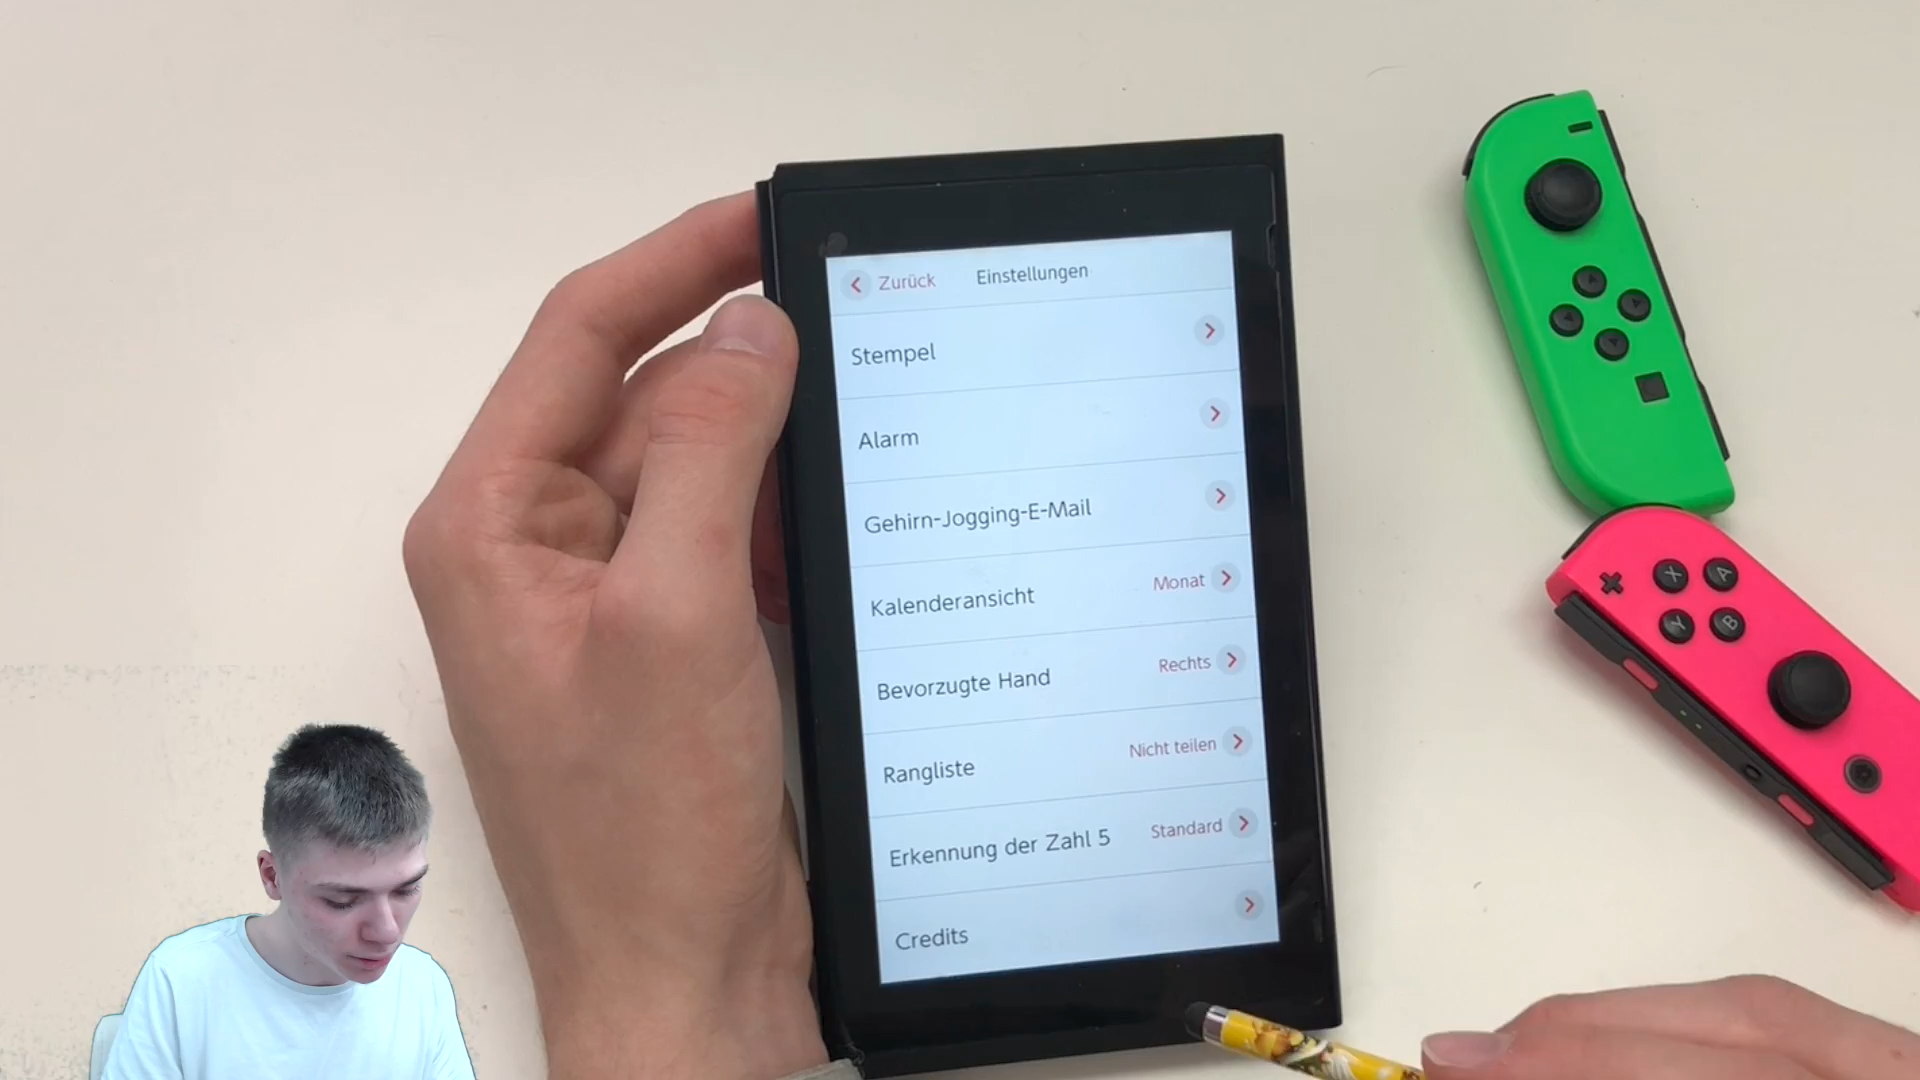 Zurück Einstellungen
Stempel
Alarm
Gehirn-Jogging-E-Mail
Kalenderansicht Monat
Bevorzugte Hand Rechts
Rangliste Nicht teilen
Erkennung der Zahl 5 Standard
Credits
X A
Y B